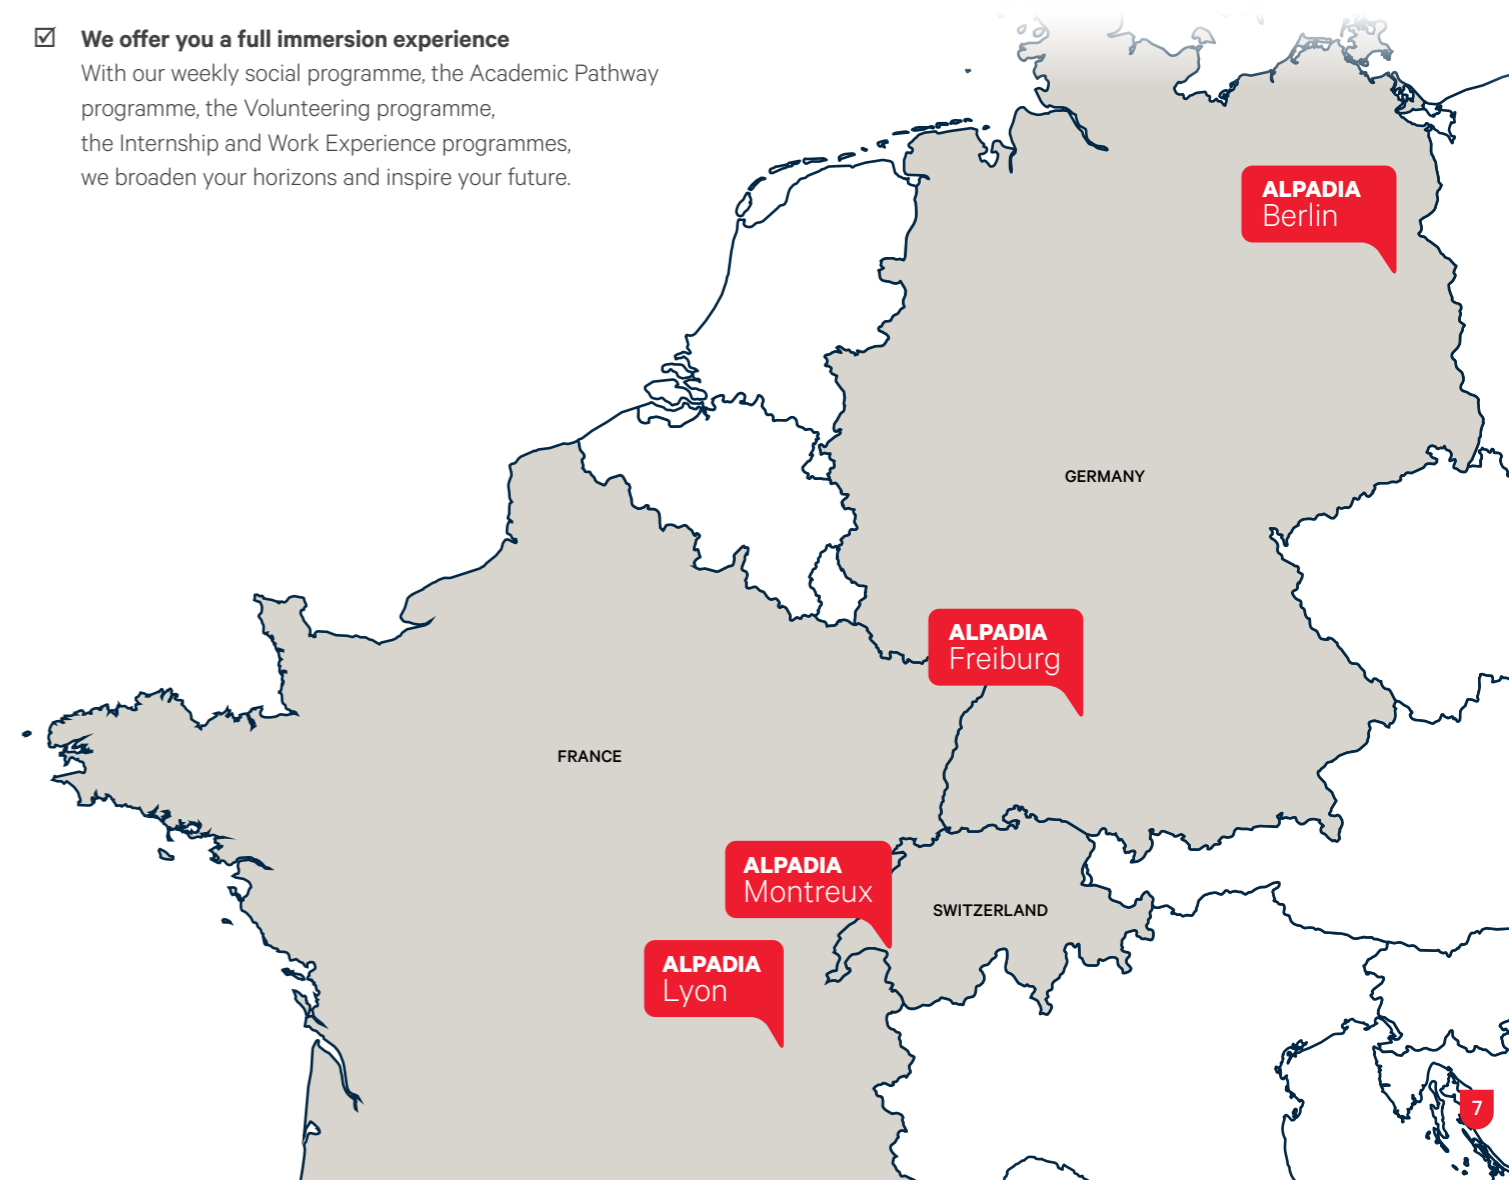 We offer you a full immersion experience
With our weekly social programme, the Academic Pathway
programme, the Volunteering programme,
the Internship and Work Experience programmes,
we broaden your horizons and inspire your future.
ALPADIA
Berlin
GERMANY
ALPADIA
Freiburg
FRANCE
ALPADIA
Montreux
SWITZERLAND
ALPADIA
Lyon
7